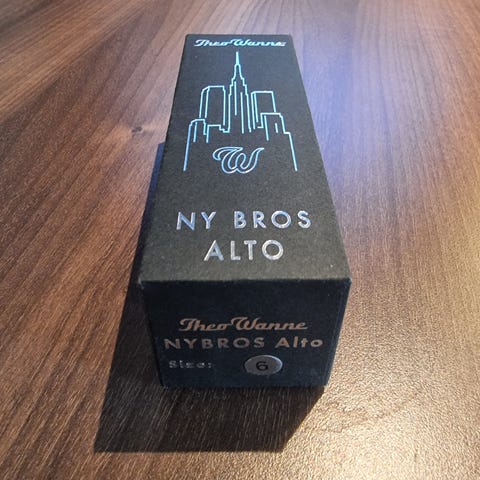 Theo Wanne
W
NY BROS
ALTO
Theo Wanne
NYBROS Alto
Size: 6